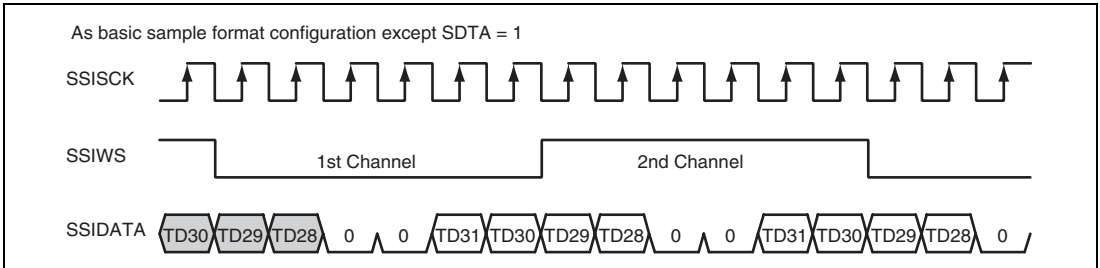 As basic sample format configuration except SDTA = 1
SSISCK
SSIWS 1st Channel 2nd Channel
SSIDATA TD30 TD29 TD28 0 0 TD31 TD30 TD29 TD28 0 0 TD31 TD30 TD29 TD28 0